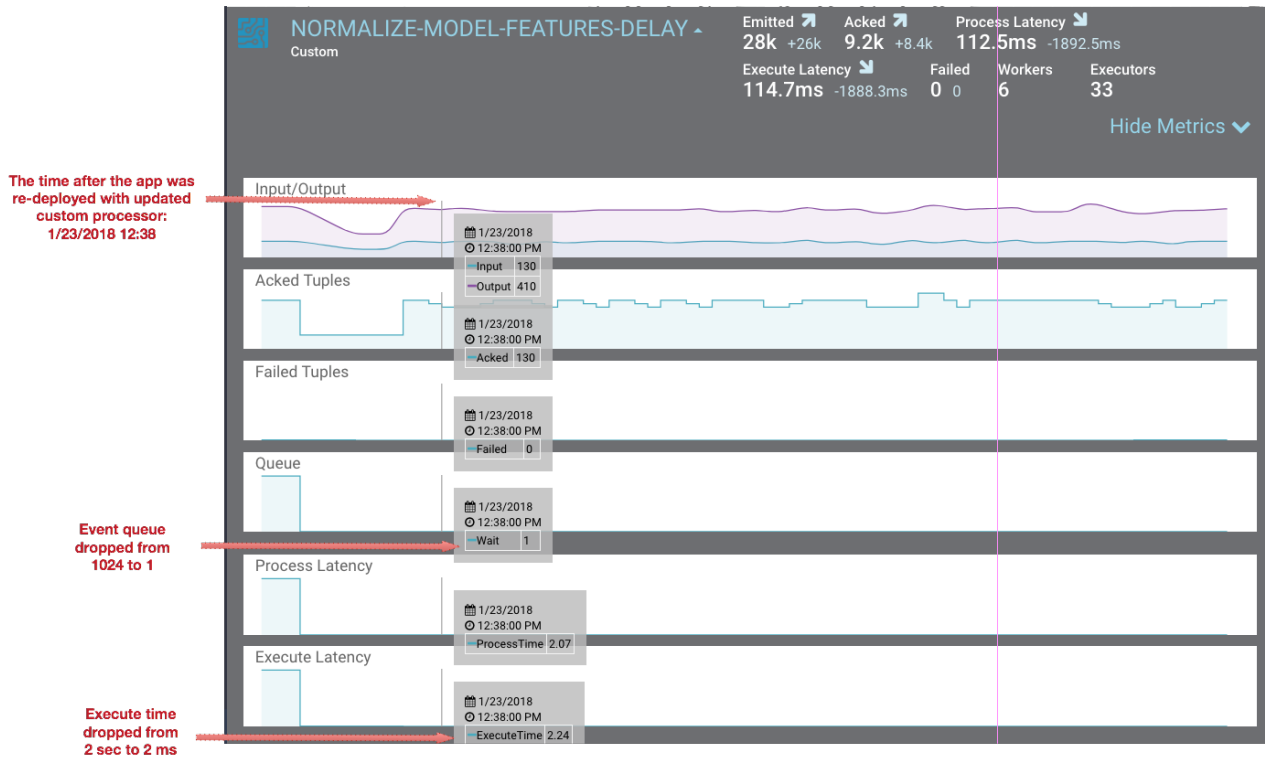 NORMALIZE-MODEL-FEATURES-DELAY
Custom
Emitted Acked Process Latency
28k +26k 9.2k +8.4k 112.5ms -1892.5ms
Execute Latency Failed Workers Executors
114.7ms -1888.3ms 0 0 6 33
Hide Metrics
The time after the app was
re-deployed with updated
custom processor:
1/23/2018 12:38
Input/Output
1/23/2018
12:38:00 PM
Input 130
Output 410
Acked Tuples
1/23/2018
12:38:00 PM
Acked 130
Failed Tuples
1/23/2018
12:38:00 PM
Failed 0
Queue
1/23/2018
12:38:00 PM
Wait 1
Event queue
dropped from
1024 to 1
Process Latency
1/23/2018
12:38:00 PM
ProcessTime 2.07
Execute Latency
1/23/2018
12:38:00 PM
ExecuteTime 2.24
Execute time
dropped from
2 sec to 2 ms